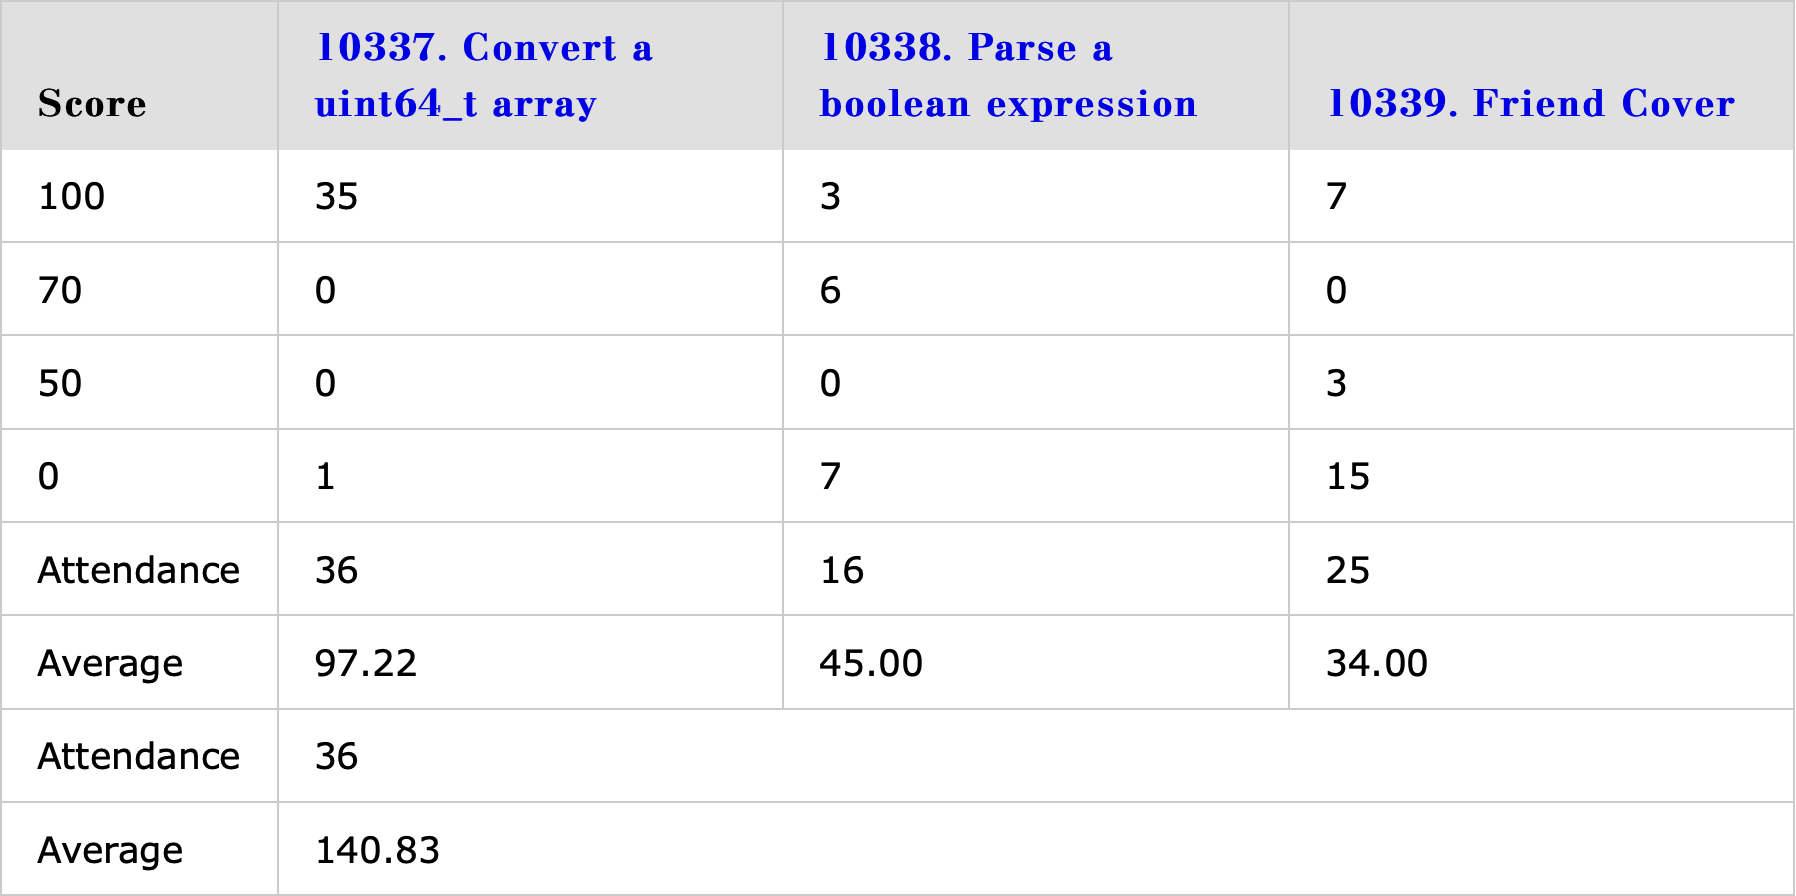 Score 10337. Convert a uint64_t array 10338. Parse a boolean expression 10339. Friend Cover
100 35 3 7
70 0 6 0
50 0 0 3
0 1 7 15
Attendance 36 16 25
Average 97.22 45.00 34.00
Attendance 36
Average 140.83